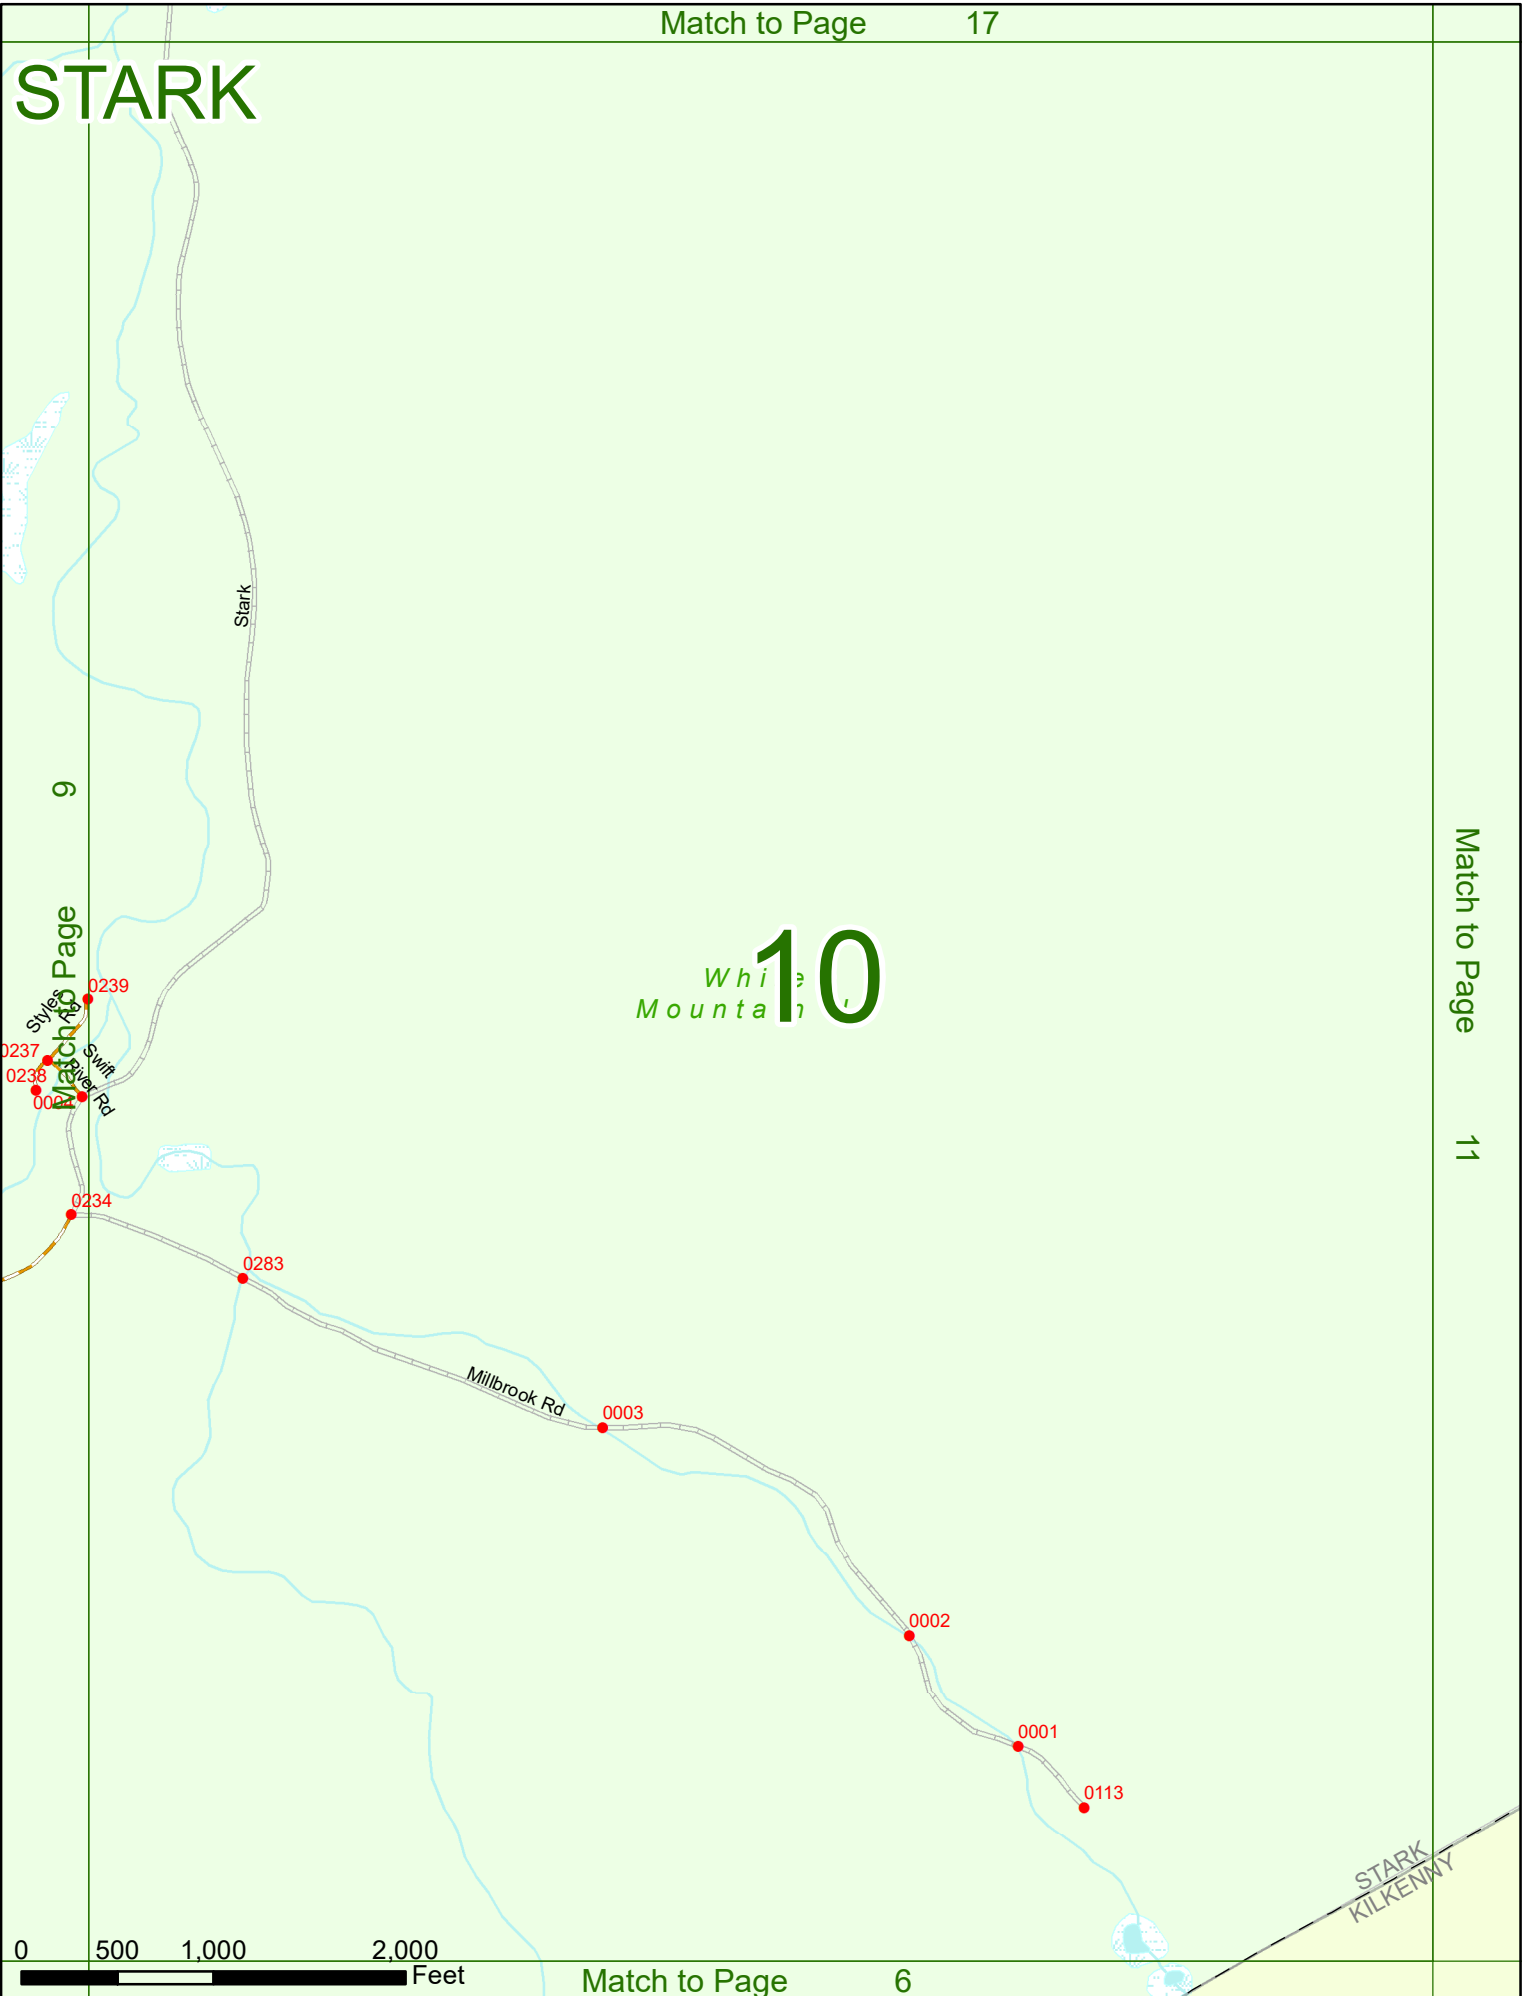 Match to Page 17
STARK
Stark
Match to Page 9
Match to Page 11
10
Mounta
0239
Styles
Rd
0237
Swift
River Rd
0238
0234
0283
Millbrook Rd
0003
0002
0001
0113
STARK
KILKENNY
0 500 1,000 2,000
Feet
Match to Page 6